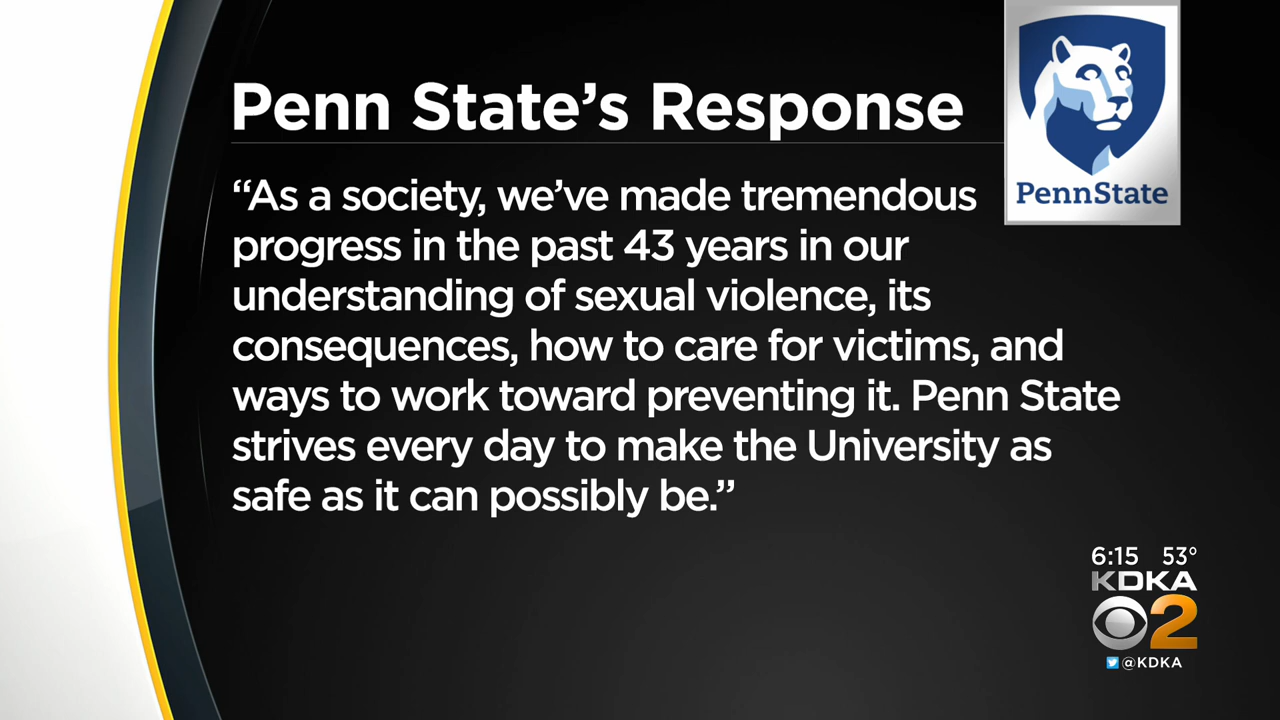 Penn State’s Response
PennState
“As a society, we’ve made tremendous
progress in the past 43 years in our
understanding of sexual violence, its
consequences, how to care for victims, and
ways to work toward preventing it. Penn State
strives every day to make the University as
safe as it can possibly be.”
6:15 53°
KDKA
2
@KDKA